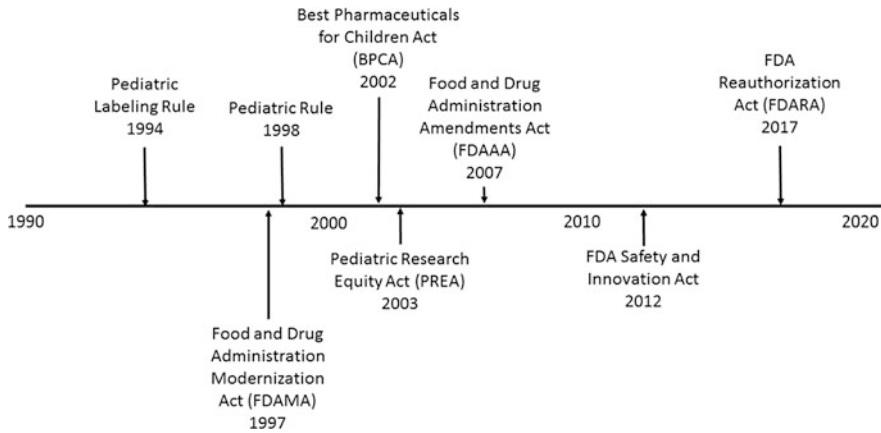 Pediatric
Labeling Rule
1994
Pediatric Rule
1998
Best Pharmaceuticals
for Children Act
(BPCA)
2002
Food and Drug
Administration
Amendments Act
(FDAAA)
2007
FDA
Reauthorization
Act (FDARA)
2017
1990
2000
2010
2020
Food and Drug
Administration
Modernization
Act (FDAMA)
1997
Pediatric Research
Equity Act (PREA)
2003
FDA Safety and
Innovation Act
2012